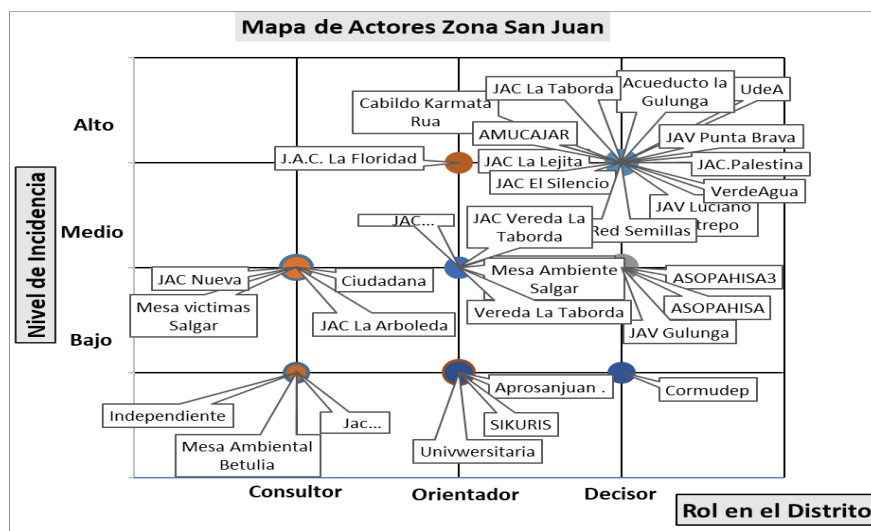 Mapa de Actores Zona San Juan
Nivel de Incidencia
Alto
Medio
Bajo
Cabildo Karmata
Rua
JAC La Taborda
Acueducto la
Gulunga
UdeA
AMUCAJAR
JAV Punta Brava
J.A.C. La Floridad
JAC La Lejita
JAC.Palestina
JAC El Silencio
VerdeAgua
JAV Luciano
trepo
Red Semillas
JAC...
JAC Vereda La
Taborda
JAC Nueva
Mesa victimas
Salgar
Ciudadana
JAC La Arboleda
Mesa Ambiente
Salgar
Vereda La Taborda
ASOPAHISA3
ASOPAHISA
JAV Gulunga
Independiente
Mesa Ambiental
Betulia
Jac...
Aprosanjuan .
SIKURIS
Univwersitaria
Cormudep
Consultor
Orientador
Decisor
Rol en el Distrito